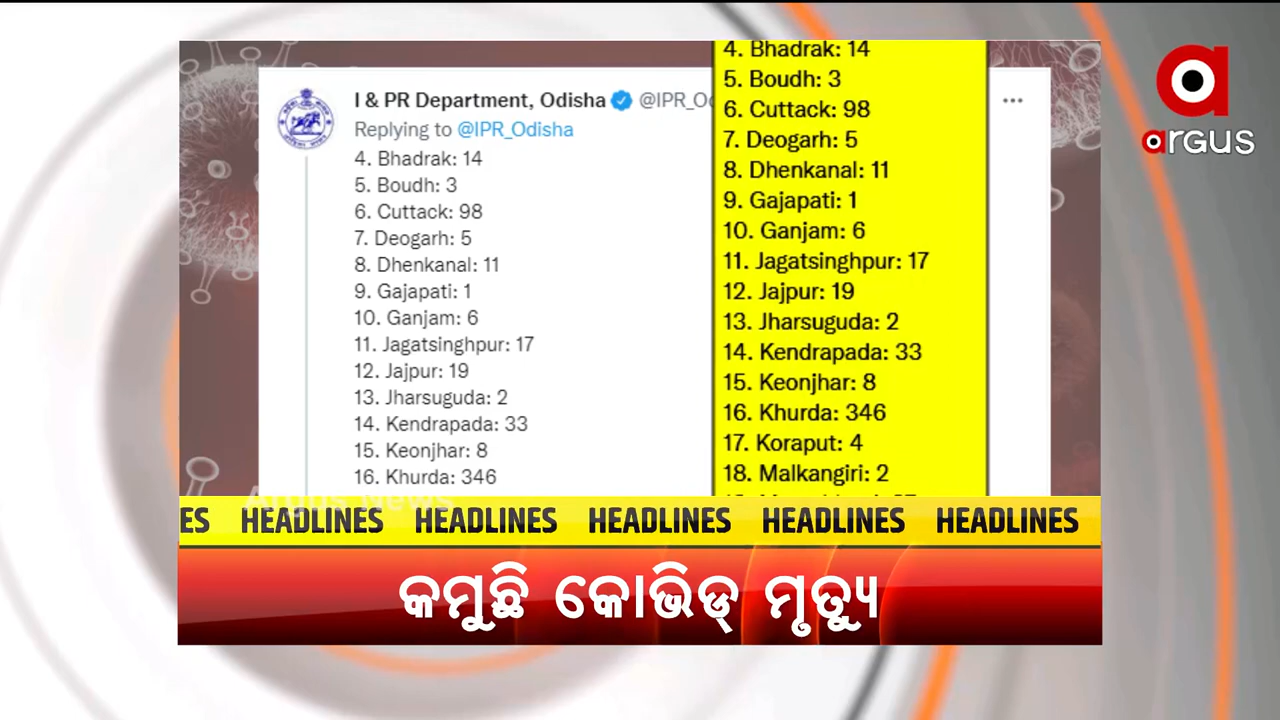 I & PR Department, Odisha @IPR_O
Replying to @IPR_Odisha
4. Bhadrak: 14
5. Boudh: 3
6. Cuttack: 98
7. Deogarh: 5
8. Dhenkanal: 11
9. Gajapati: 1
10. Ganjam: 6
11. Jagatsinghpur: 17
12. Jajpur: 19
13. Jharsuguda: 2
14. Kendrapada: 33
15. Keonjhar: 8
16. Khurda: 346
4. Bhadrak: 14
5. Boudh: 3
6. Cuttack: 98
7. Deogarh: 5
8. Dhenkanal: 11
9. Gajapati: 1
10. Ganjam: 6
11. Jagatsinghpur: 17
12. Jajpur: 19
13. Jharsuguda: 2
14. Kendrapada: 33
15. Keonjhar: 8
16. Khurda: 346
17. Koraput: 4
18. Malkangiri: 2
argus
Argus News
ES HEADLINES HEADLINES HEADLINES HEADLINES HEADLINES
କମୁଛି କୋଭିଡ୍ ମୃତ୍ୟୁ